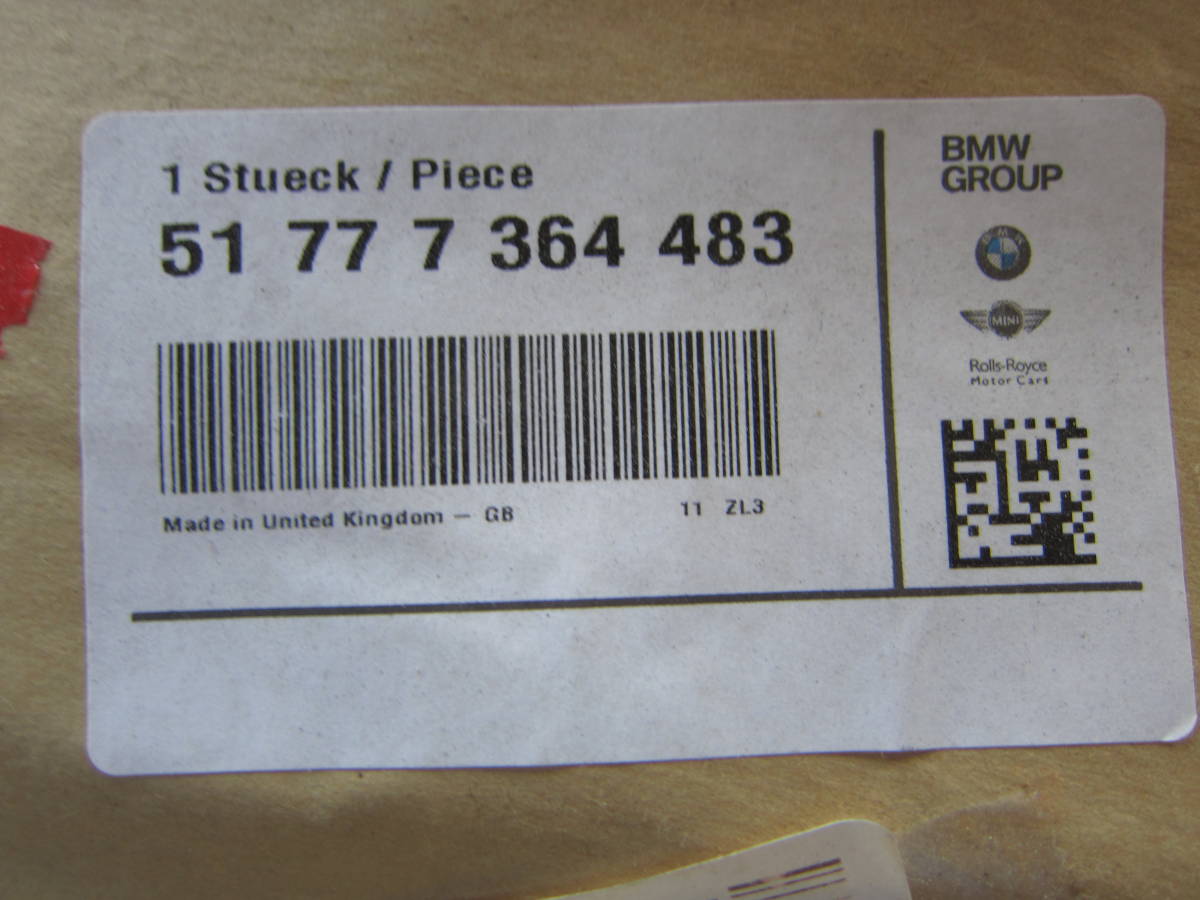 1 Stueck / Piece
51 77 7 364 483
Made in United Kingdom — GB
11 ZL3
BMW
GROUP
BMW
MINI
Rolls-Royce
Motor Cars